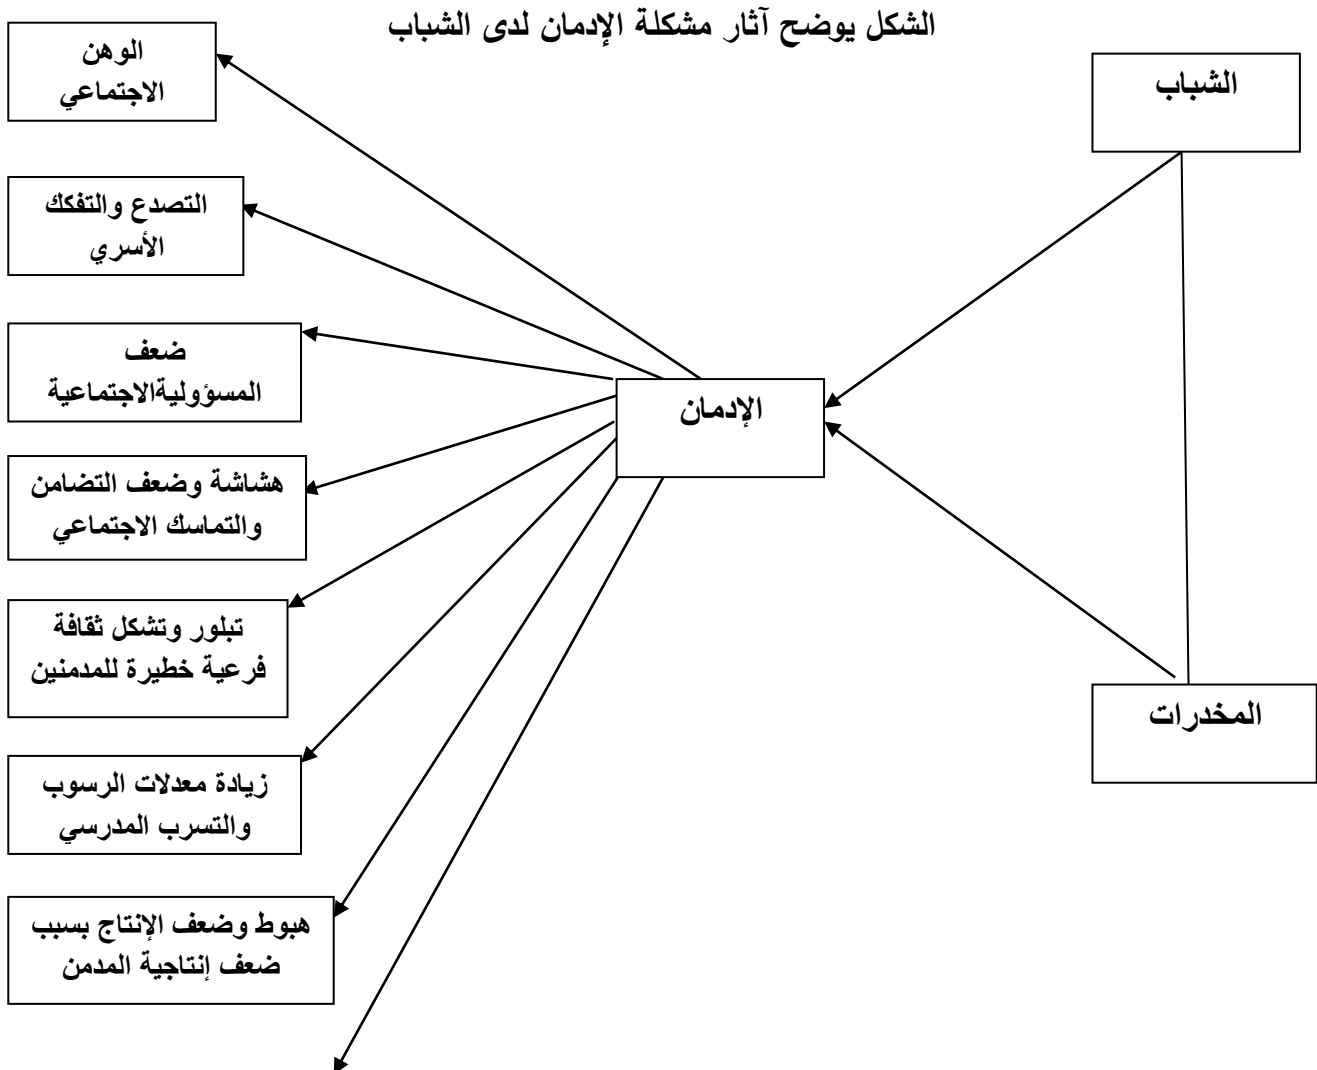 الشكل يوضح آثار مشكلة الإدمان لدى الشباب
الشباب
المخدرات
الإدمان
الوهن
الاجتماعي
التصدع والتفكك
الأسري
ضعف
المسؤوليةالاجتماعية
هشاشة وضعف التضامن
والتماسك الاجتماعي
تبلور وتشكل ثقافة
فرعية خطيرة للمدمنين
زيادة معدلات الرسوب
والتسرب المدرسي
هبوط وضعف الإنتاج بسبب
ضعف إنتاجية المدمن